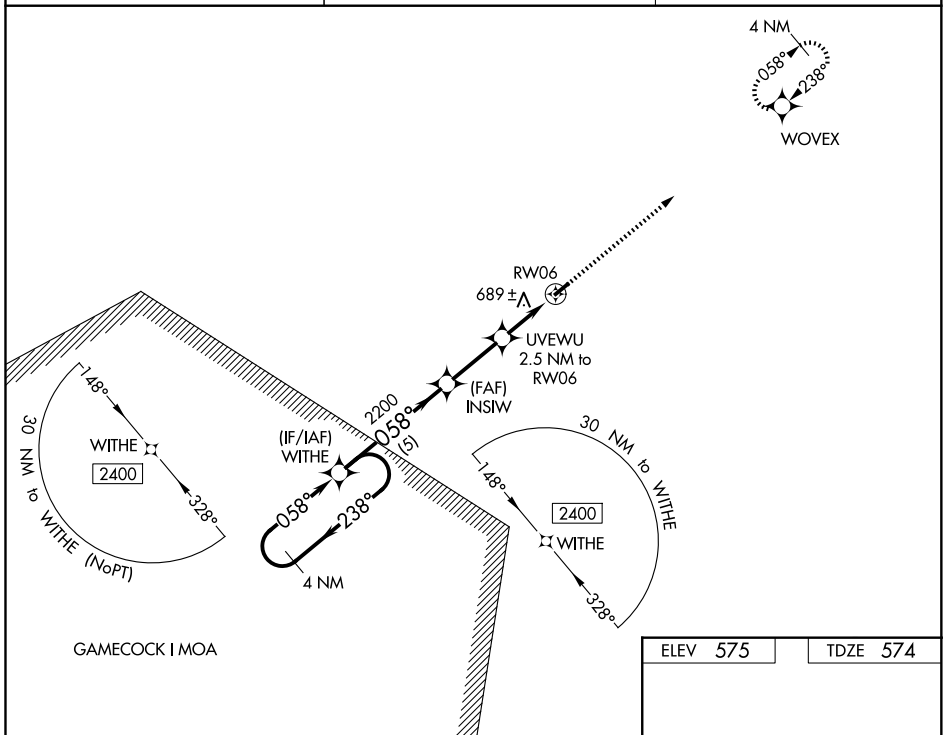 4 NM
058°
238°
WOVEX
RW06
689 ±
UVEWU
2.5 NM to
RW06
(FAF)
INSIW
2200
058°
(5)
(IF/IAF)
WITHE
058°
238°
4 NM
148°
WITHE
2400
328°
30 NM to WITHE (NoPT)
30 NM to WITHE
148°
2400
WITHE
328°
GAMECOCK I MOA
ELEV 575
TDZE 574